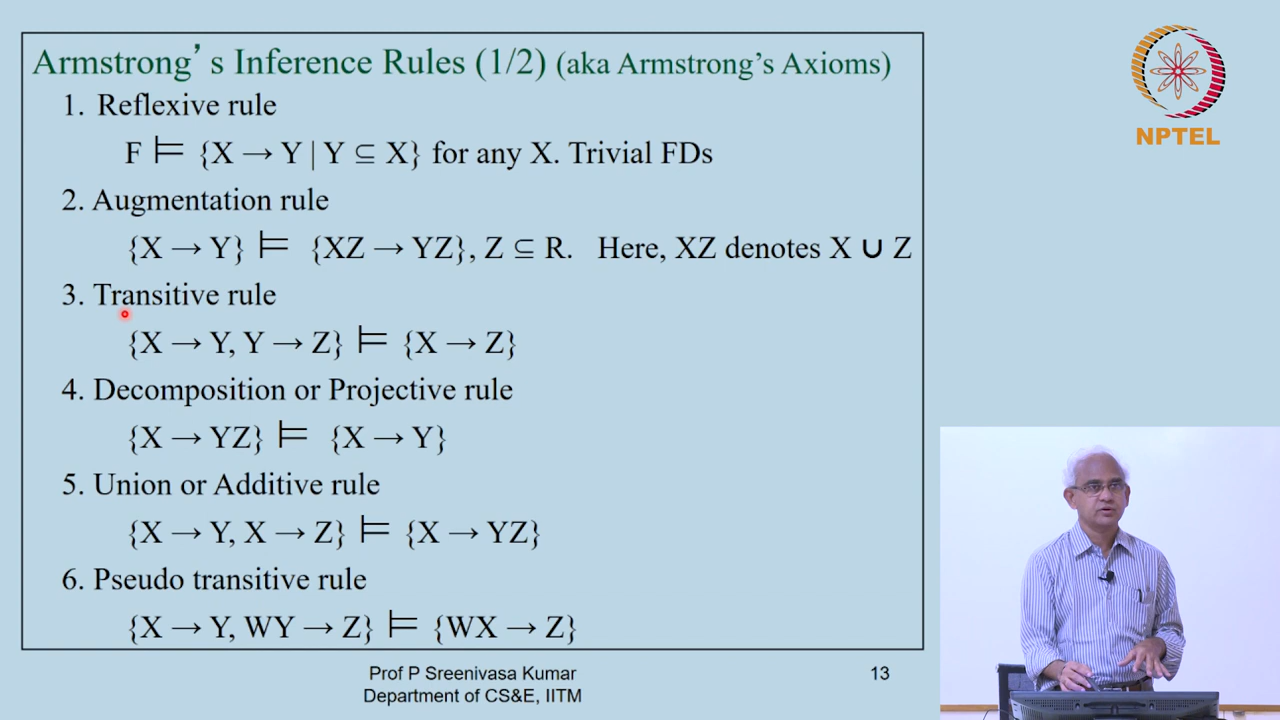 Armstrong’s Inference Rules (1/2) (aka Armstrong’s Axioms)
1. Reflexive rule
F ⊨ {X → Y | Y ⊆ X} for any X. Trivial FDs
2. Augmentation rule
{X → Y} ⊨ {XZ → YZ}, Z ⊆ R. Here, XZ denotes X ∪ Z
3. Transitive rule
{X → Y, Y → Z} ⊨ {X → Z}
4. Decomposition or Projective rule
{X → YZ} ⊨ {X → Y}
5. Union or Additive rule
{X → Y, X → Z} ⊨ {X → YZ}
6. Pseudo transitive rule
{X → Y, WY → Z} ⊨ {WX → Z}
Prof P Sreenivasa Kumar
Department of CS&E, IITM
13
NPTEL